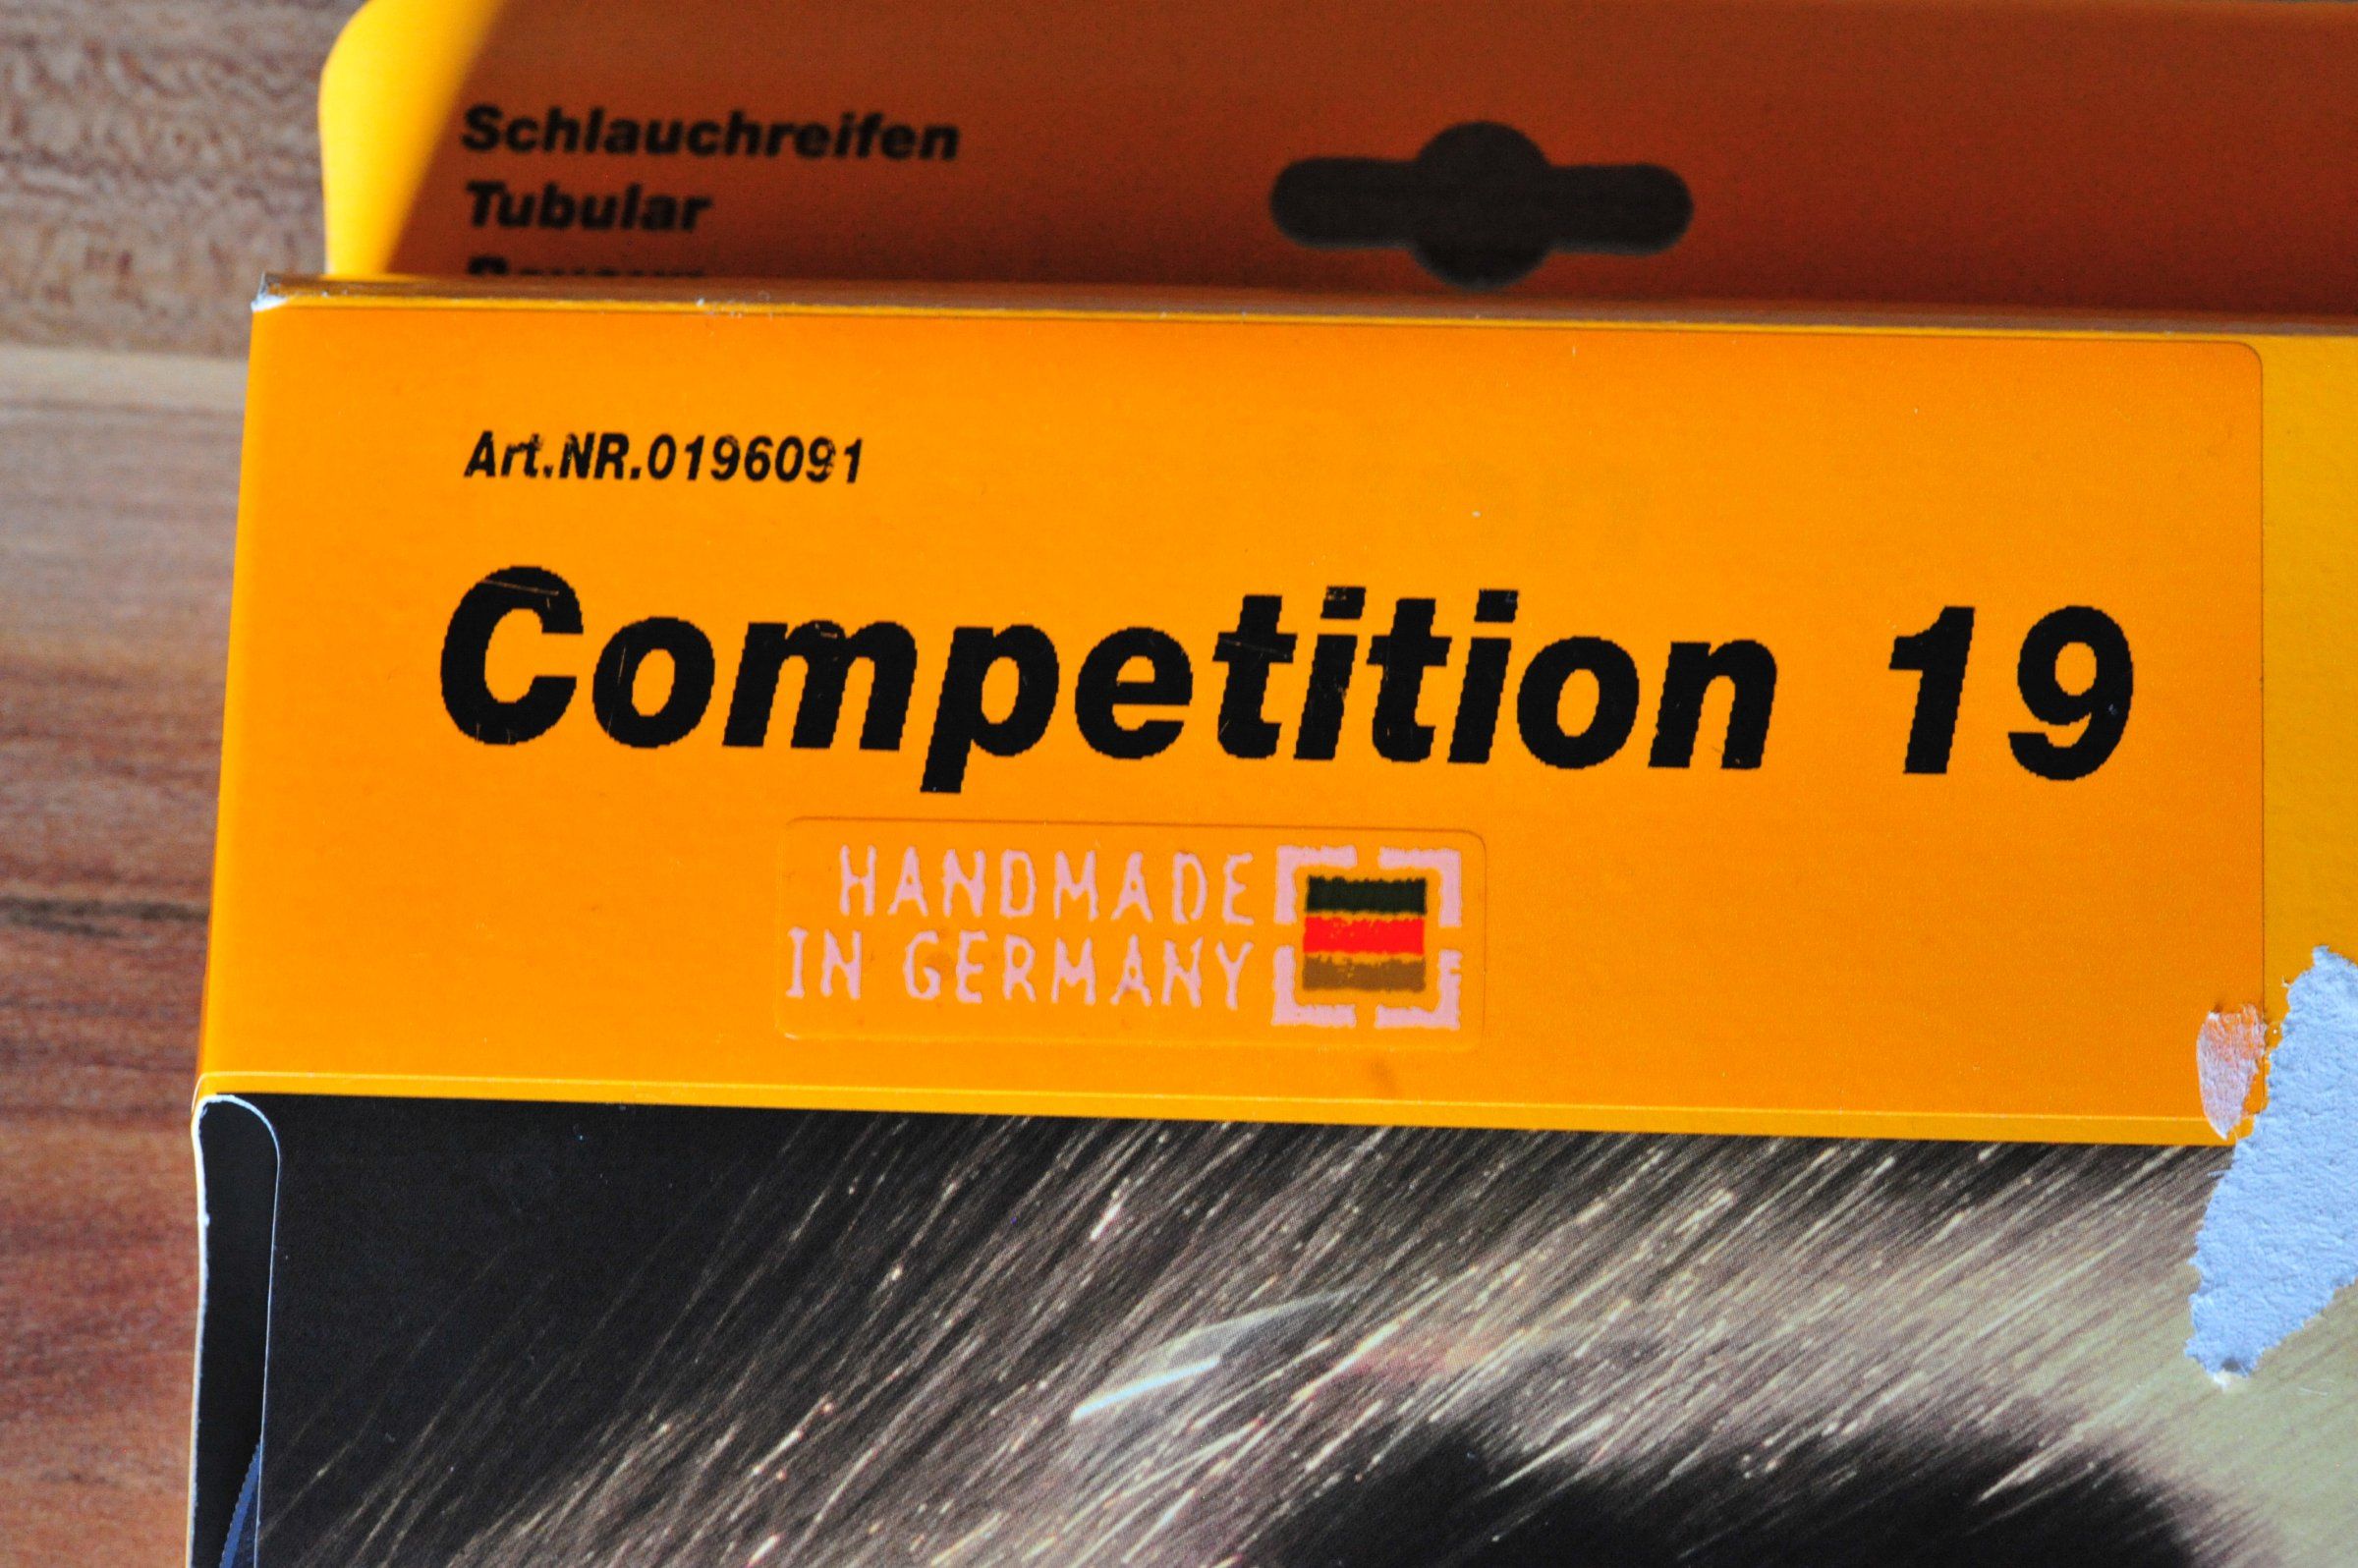 Schlauchreifen
Tubular
Art.NR.0196091
Competition 19
HANDMADE
IN GERMANY